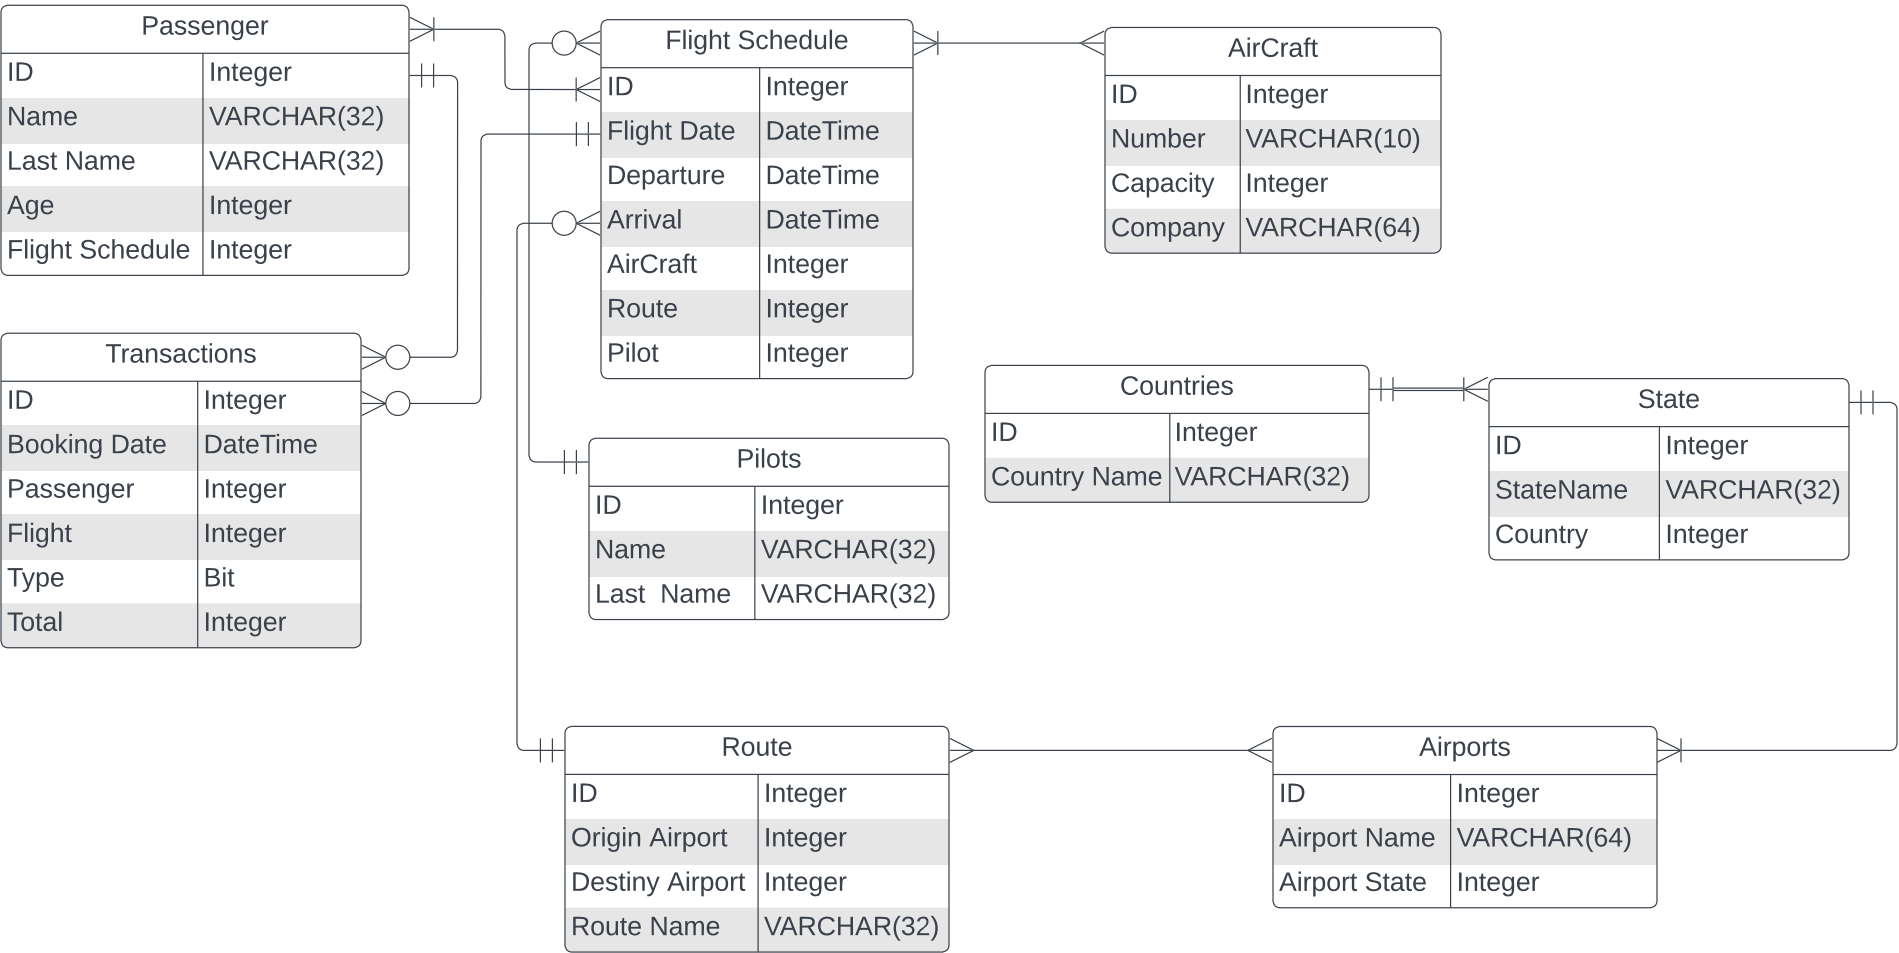 Passenger
ID Integer
Name VARCHAR(32)
Last Name VARCHAR(32)
Age Integer
Flight Schedule Integer
Flight Schedule
ID Integer
Flight Date DateTime
Departure DateTime
Arrival DateTime
AirCraft Integer
Route Integer
Pilot Integer
AirCraft
ID Integer
Number VARCHAR(10)
Capacity Integer
Company VARCHAR(64)
Transactions
ID Integer
Booking Date DateTime
Passenger Integer
Flight Integer
Type Bit
Total Integer
Pilots
ID Integer
Name VARCHAR(32)
Last Name VARCHAR(32)
Countries
ID Integer
Country Name VARCHAR(32)
State
ID Integer
StateName VARCHAR(32)
Country Integer
Route
ID Integer
Origin Airport Integer
Destiny Airport Integer
Route Name VARCHAR(32)
Airports
ID Integer
Airport Name VARCHAR(64)
Airport State Integer